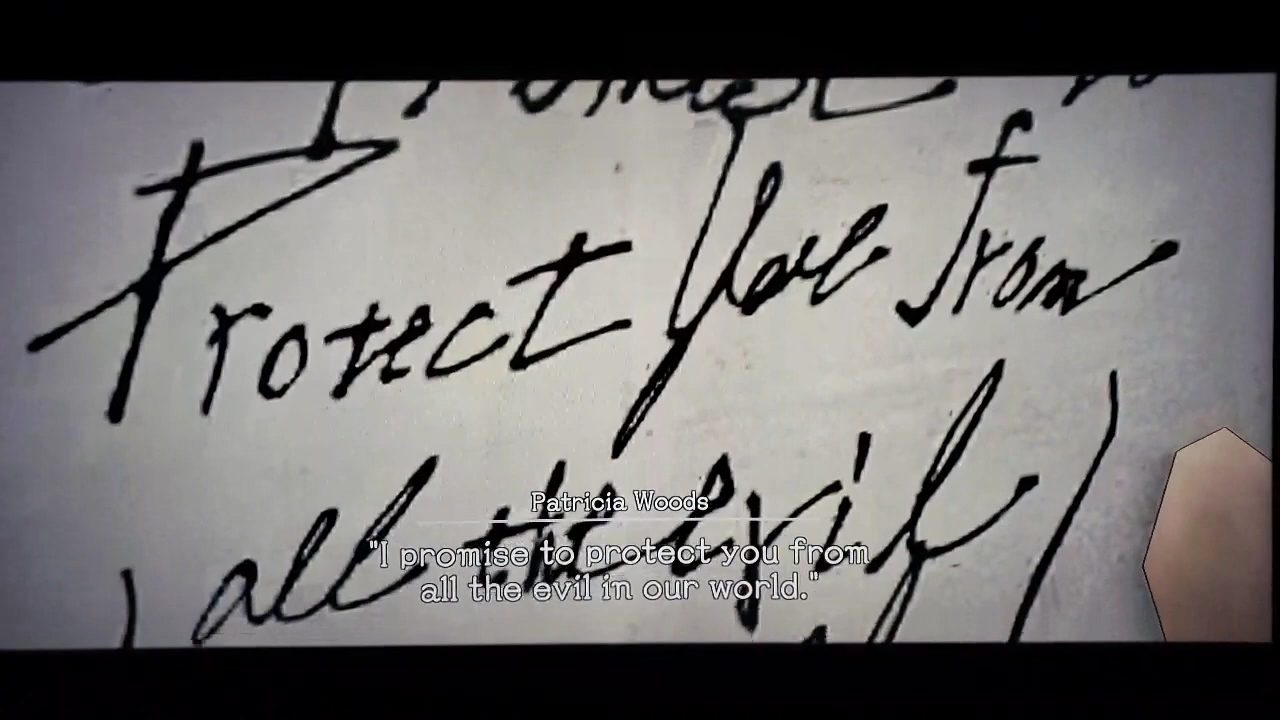 Protect you from
all the evil
Patricia Woods
"I promise to protect you from
all the evil in our world."